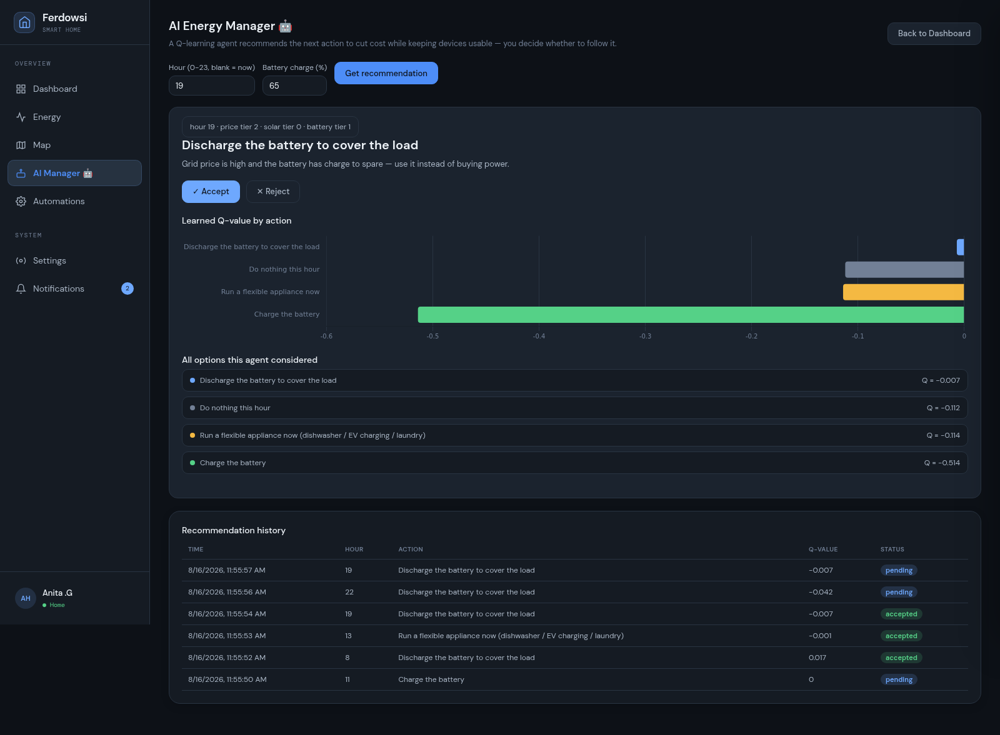 Ferdowsi
SMART HOME
OVERVIEW
Dashboard
Energy
Map
AI Manager 🤖
Automations
SYSTEM
Settings
Notifications 2
AH
Anita .G
Home
AI Energy Manager 🤖
A Q-learning agent recommends the next action to cut cost while keeping devices usable — you decide whether to follow it.
Back to Dashboard
Hour (0-23, blank = now) Battery charge (%)
19 65 Get recommendation
hour 19 · price tier 2 · solar tier 0 · battery tier 1
Discharge the battery to cover the load
Grid price is high and the battery has charge to spare — use it instead of buying power.
✓ Accept ✕ Reject
Learned Q-value by action
Discharge the battery to cover the load
Do nothing this hour
Run a flexible appliance now
Charge the battery
-0.6 -0.5 -0.4 -0.3 -0.2 -0.1 0
All options this agent considered
Discharge the battery to cover the load Q = -0.007
Do nothing this hour Q = -0.112
Run a flexible appliance now (dishwasher / EV charging / laundry) Q = -0.114
Charge the battery Q = -0.514
Recommendation history
TIME HOUR ACTION Q-VALUE STATUS
8/16/2026, 11:55:57 AM 19 Discharge the battery to cover the load -0.007 pending
8/16/2026, 11:55:56 AM 22 Discharge the battery to cover the load -0.042 pending
8/16/2026, 11:55:54 AM 19 Discharge the battery to cover the load -0.007 accepted
8/16/2026, 11:55:53 AM 13 Run a flexible appliance now (dishwasher / EV charging / laundry) -0.001 accepted
8/16/2026, 11:55:52 AM 8 Discharge the battery to cover the load 0.017 accepted
8/16/2026, 11:55:50 AM 11 Charge the battery 0 pending